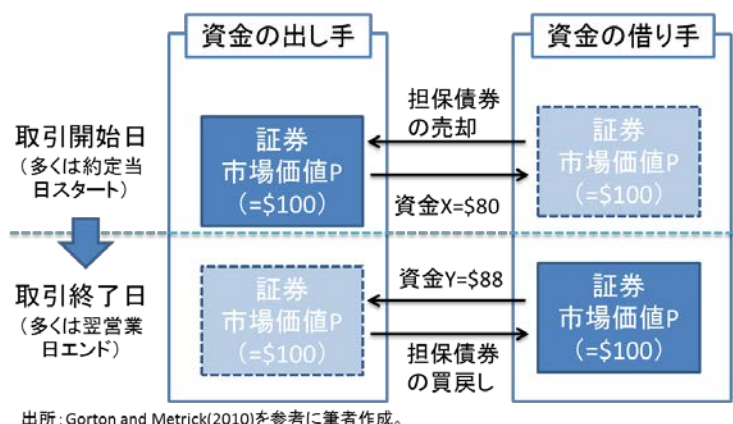 資金の出し手
資金の借り手
取引開始日
(多くは約定当
日スタート)
証券
市場価値P
(=$100)
担保債券
の売却
資金X=$80
証券
市場価値P
(=$100)
取引終了日
(多くは翌営業
日エンド)
証券
市場価値P
(=$100)
資金Y=$88
担保債券
の買戻し
証券
市場価値P
(=$100)
出所:Gorton and Metrick(2010)を参考に筆者作成。